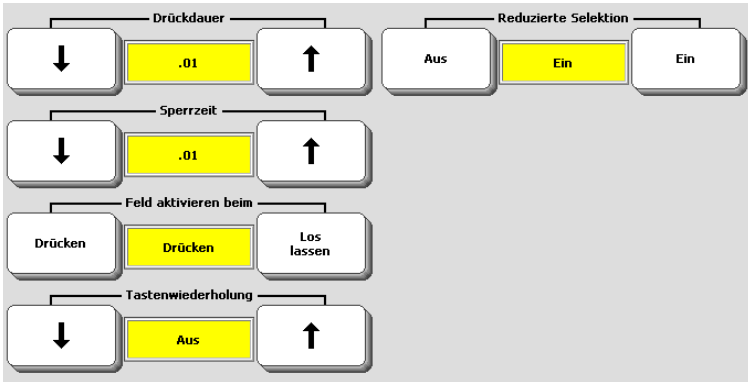 Drückdauer
.01
Sperrzeit
.01
Feld aktivieren beim
Drücken
Drücken
Los
lassen
Tastenwiederholung
Aus
Reduzierte Selektion
Aus
Ein
Ein